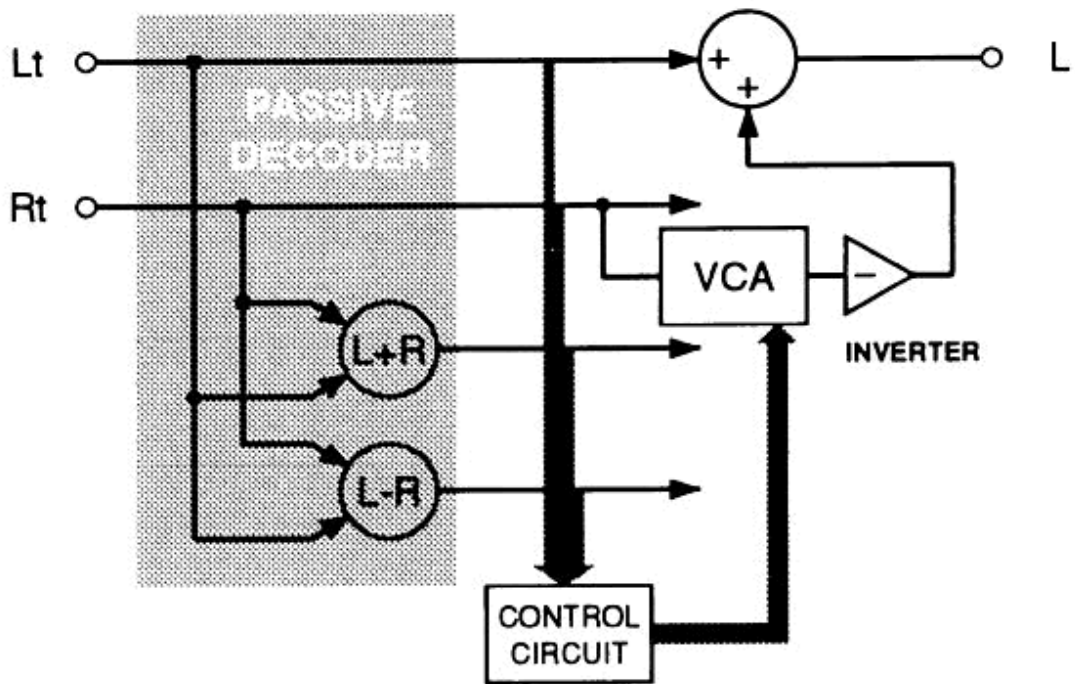 Lt
+
+
L
PASSIVE
DECODER
Rt
VCA
−
L+R
INVERTER
L-R
CONTROL
CIRCUIT